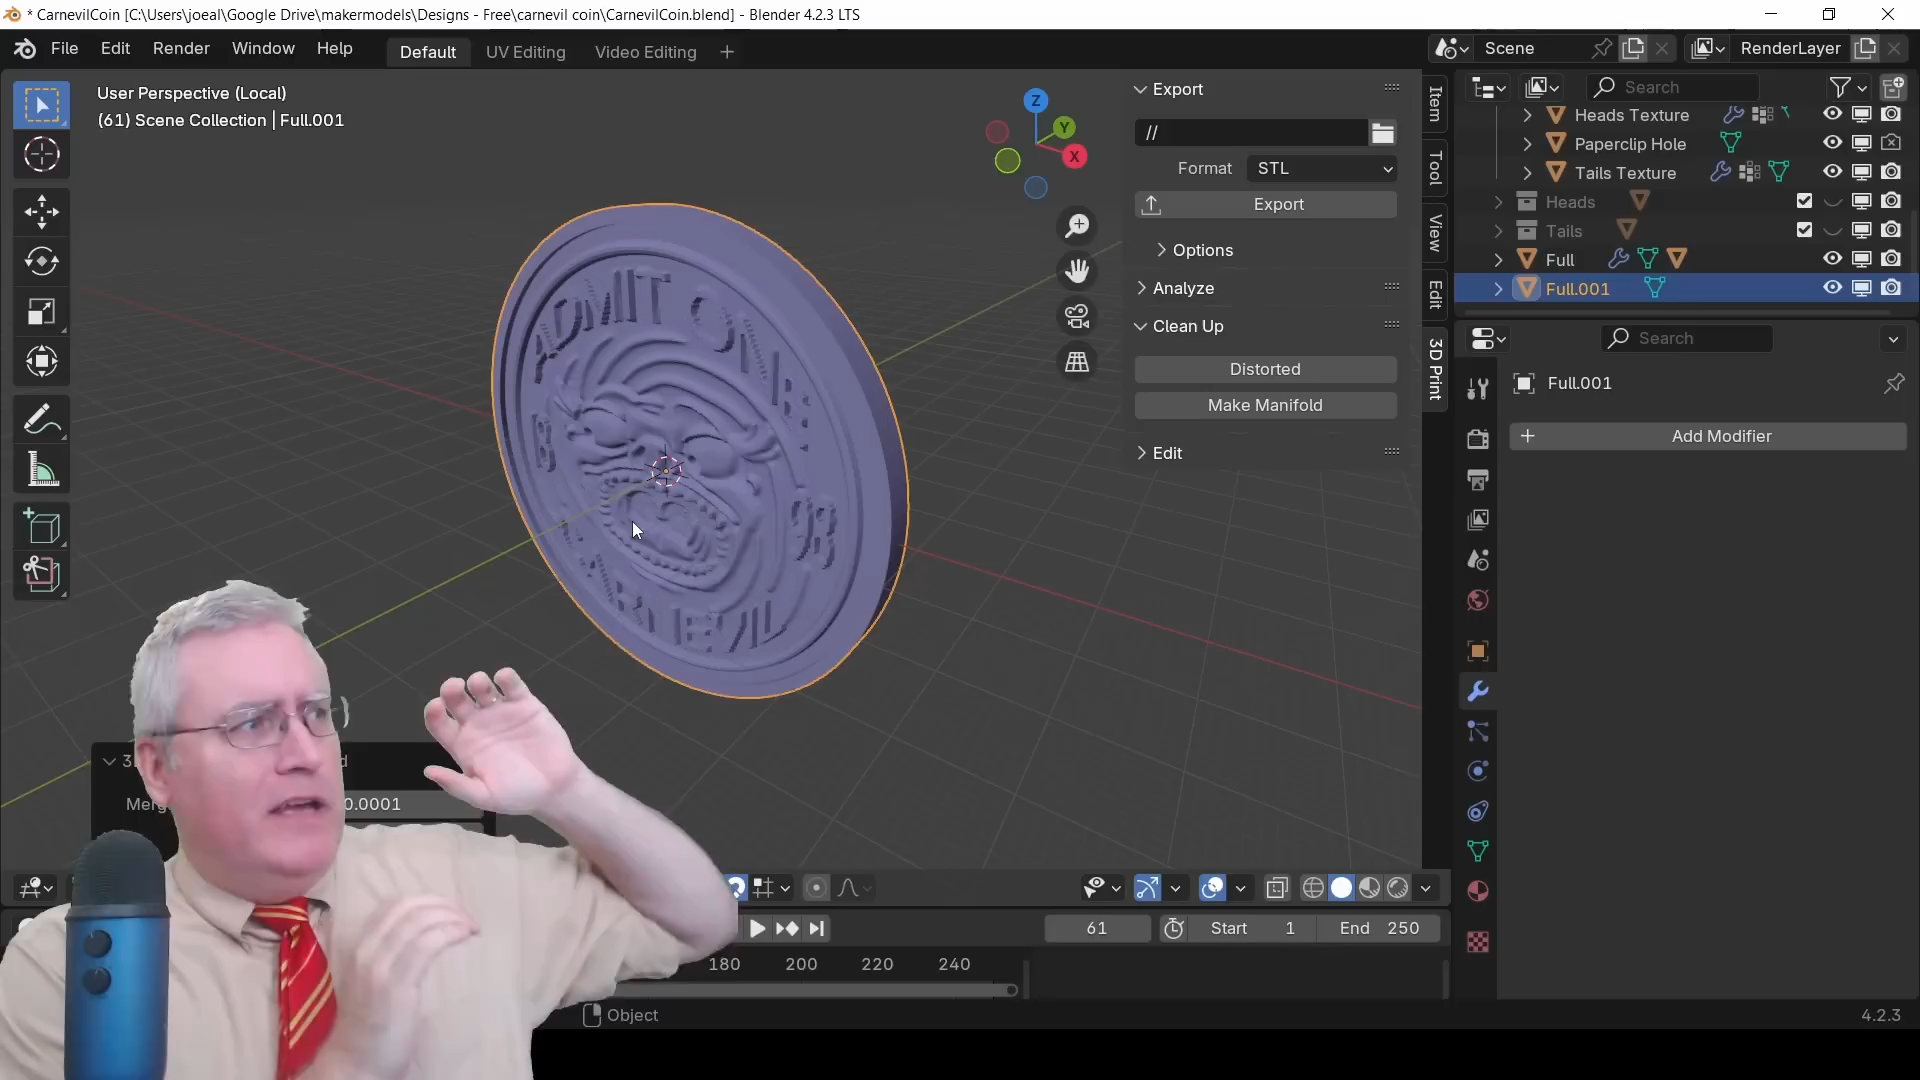 * CarnevilCoin [C:\Users\joeal\Google Drive\makermodels\Designs - Free\carnevil coin\CarnevilCoin.blend] - Blender 4.2.3 LTS
File Edit Render Window Help Default UV Editing Video Editing +
Scene RenderLayer
User Perspective (Local)
(61) Scene Collection | Full.001
Z
Y
X
ADMIT ONE
Export
//
Format STL
Export
Options
Analyze
Clean Up
Distorted
Make Manifold
Edit
Item
Tool
View
Edit
3D Print
Search
Heads Texture
Paperclip Hole
Tails Texture
Heads
Tails
Full
Full.001
Search
Full.001
Add Modifier
0.0001
61 Start 1 End 250
180 200 220 240
Object
4.2.3